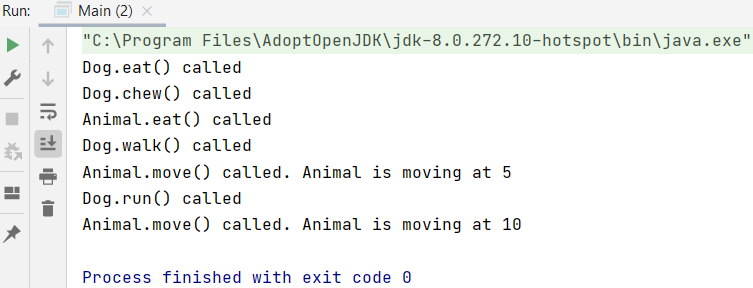 Run: Main (2) ×
"C:\Program Files\AdoptOpenJDK\jdk-8.0.272.10-hotspot\bin\java.exe"
Dog.eat() called
Dog.chew() called
Animal.eat() called
Dog.walk() called
Animal.move() called. Animal is moving at 5
Dog.run() called
Animal.move() called. Animal is moving at 10
Process finished with exit code 0